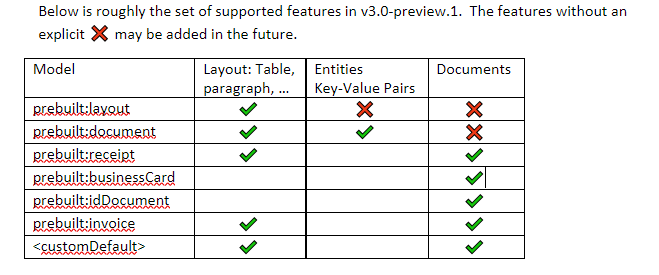 Below is roughly the set of supported features in v3.0-preview.1. The features without an
explicit ❌ may be added in the future.
Model Layout: Table, Entities Documents
paragraph, ... Key-Value Pairs
prebuilt:layout ✔ ❌ ❌
prebuilt:document ✔ ✔ ❌
prebuilt:receipt ✔ ✔
prebuilt:businessCard ✔
prebuilt:idDocument ✔
prebuilt:invoice ✔ ✔
<customDefault> ✔ ✔